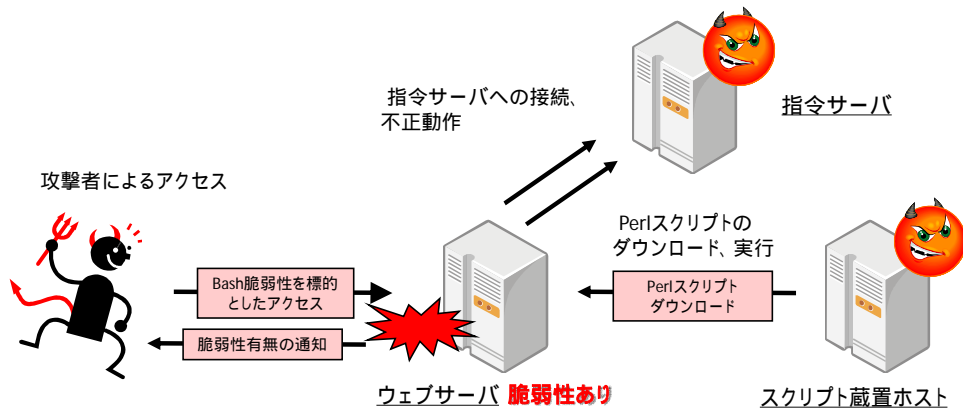 指令サーバへの接続、
不正動作
指令サーバ
攻撃者によるアクセス
Perlスクリプトの
ダウンロード、実行
Bash脆弱性を標的
としたアクセス
Perlスクリプト
ダウンロード
脆弱性有無の通知
ウェブサーバ 脆弱性あり
スクリプト蔵置ホスト